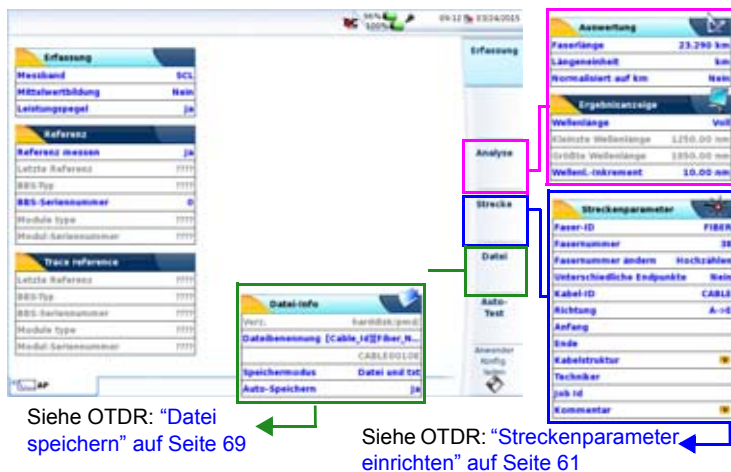 96%
100%
09:12 03/24/2015
Erfassung
Messband SCL
Mittelwertbildung Nein
Leistungspegel Ja
Referenz
Referenz messen Ja
Letzte Referenz ????
BBS-Typ ????
BBS-Seriennummer 0
Module type ????
Modul-Seriennummer ????
Trace reference
Letzte Referenz ????
BBS-Typ ????
BBS-Seriennummer ????
Module type ????
Modul-Seriennummer ????
AP
Erfassung
Analyse
Strecke
Datei
Auto-
Test
Anwender
Konfig
Auswertung
Faserlänge 23.290 km
Längeneinheit km
Normalisiert auf km Nein
Ergebnisanzeige
Wellenlänge Voll
Kleinste Wellenlänge 1250.00 nm
Größte Wellenlänge 1650.00 nm
Wellenl.-Inkrement 10.00 nm
Streckenparameter
Faser-ID FIBER
Fasernummer 38
Fasernummer ändern Hochzählen
Unterschiedliche Endpunkte Nein
Kabel-ID CABLE
Richtung A->E
Anfang
Ende
Kabelstruktur
Techniker
Job Id
Kommentar
Datei-Info
Verz. harddisk/pmd/
Dateibenennung [Cable_Id][Fiber_N...
Speichermodus Datei und txt
Auto-Speichern Ja
Siehe OTDR: “Datei
speichern” auf Seite 69
Siehe OTDR: “Streckenparameter
einrichten” auf Seite 61